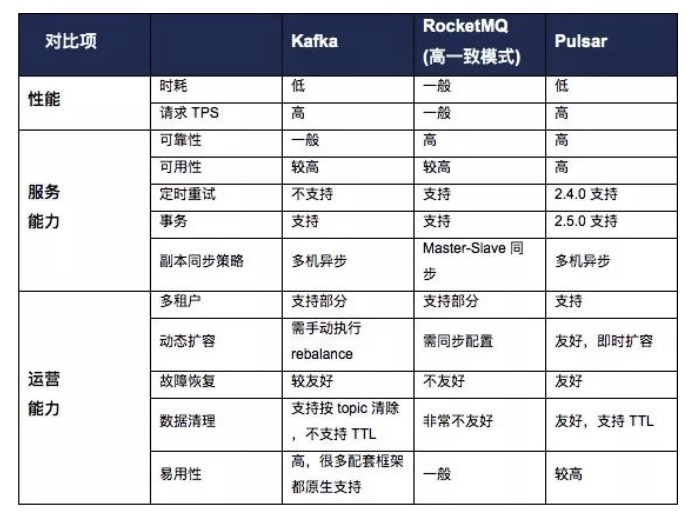 对比项 Kafka RocketMQ Pulsar
(高一致模式)
性能 时耗 低 一般 低
请求 TPS 高 一般 高
服务
能力
可靠性 一般 高 高
可用性 较高 较高 高
定时重试 不支持 支持 2.4.0 支持
事务 支持 支持 2.5.0 支持
副本同步策略 多机异步 Master-Slave 同 多机异步
步
运营
能力
多租户 支持部分 支持部分 支持
动态扩容 需手动执行 需同步配置 友好，即时扩容
rebalance
故障恢复 较友好 不友好 友好
数据清理 支持按 topic 清除 非常不友好 友好，支持 TTL
，不支持 TTL
易用性 高，很多配套框架 一般 较高
都原生支持